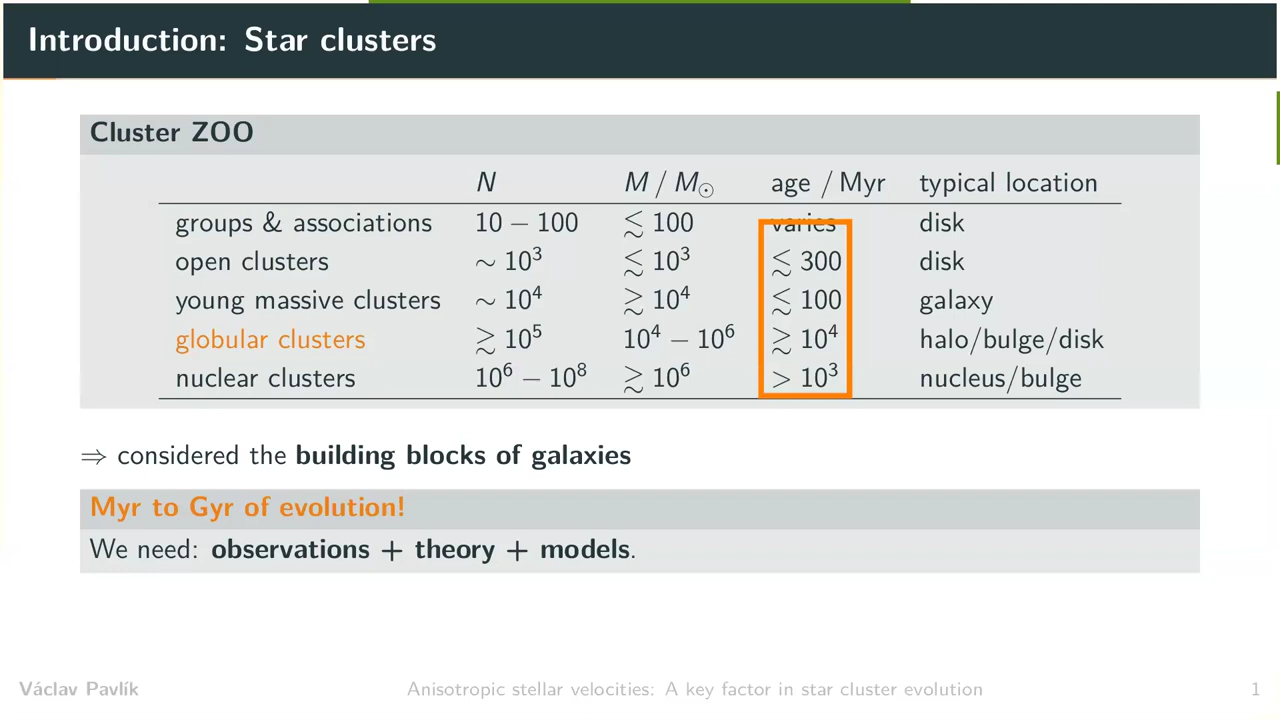 Introduction: Star clusters
Cluster ZOO
N M / M☉ age / Myr typical location
groups & associations 10 – 100 ≲ 100 varies disk
open clusters ∼ 10³ ≲ 10³ ≲ 300 disk
young massive clusters ∼ 10⁴ ≳ 10⁴ ≲ 100 galaxy
globular clusters ≳ 10⁵ 10⁴ – 10⁶ ≳ 10⁴ halo/bulge/disk
nuclear clusters 10⁶ – 10⁸ ≳ 10⁶ > 10³ nucleus/bulge
⇒ considered the building blocks of galaxies
Myr to Gyr of evolution!
We need: observations + theory + models.
Václav Pavlík Anisotropic stellar velocities: A key factor in star cluster evolution 1